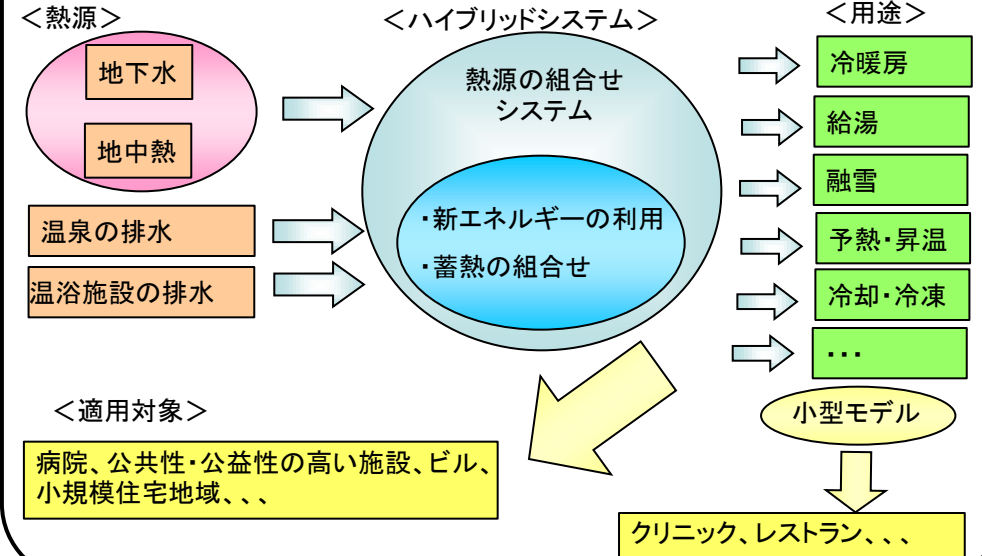 ＜熱源＞
地下水
地中熱
温泉の排水
温浴施設の排水
＜ハイブリッドシステム＞
熱源の組合せ
システム
・新エネルギーの利用
・蓄熱の組合せ
＜用途＞
冷暖房
給湯
融雪
予熱・昇温
冷却・冷凍
・・・
＜適用対象＞
病院、公共性・公益性の高い施設、ビル、
小規模住宅地域、、、
小型モデル
クリニック、レストラン、、、